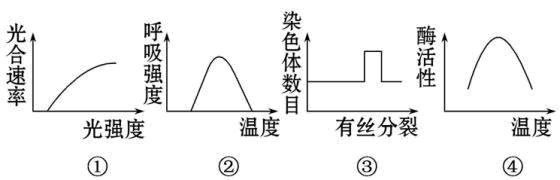 光合速率
光强度
①
呼吸强度
温度
②
染色体数目
有丝分裂
③
酶活性
温度
④